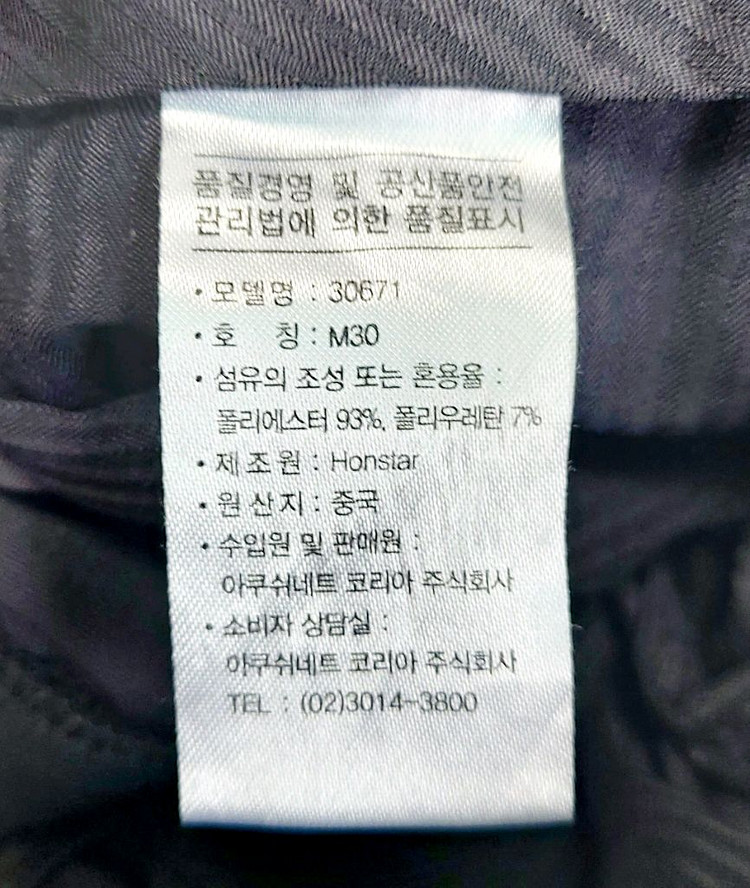 품질경영 및 공산품안전
관리법에 의한 품질표시
• 모델명 : 30671
• 호 칭 : M30
• 섬유의 조성 또는 혼용율 :
폴리에스터 93%, 폴리우레탄 7%
• 제조원 : Honstar
• 원산지 : 중국
• 수입원 및 판매원 :
아쿠쉬네트 코리아 주식회사
• 소비자 상담실 :
아쿠쉬네트 코리아 주식회사
TEL : (02)3014-3800